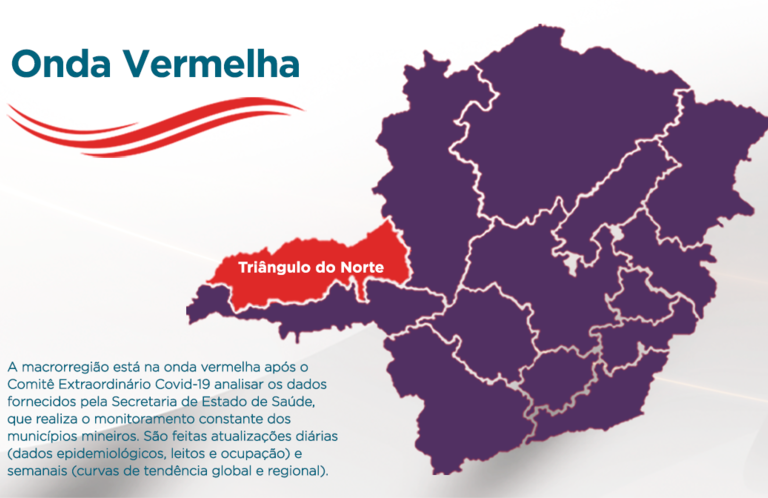 Onda Vermelha
Triângulo do Norte
A macrorregião está na onda vermelha após o
Comitê Extraordinário Covid-19 analisar os dados
fornecidos pela Secretaria de Estado de Saúde,
que realiza o monitoramento constante dos
municípios mineiros. São feitas atualizações diárias
(dados epidemiológicos, leitos e ocupação) e
semanais (curvas de tendência global e regional).